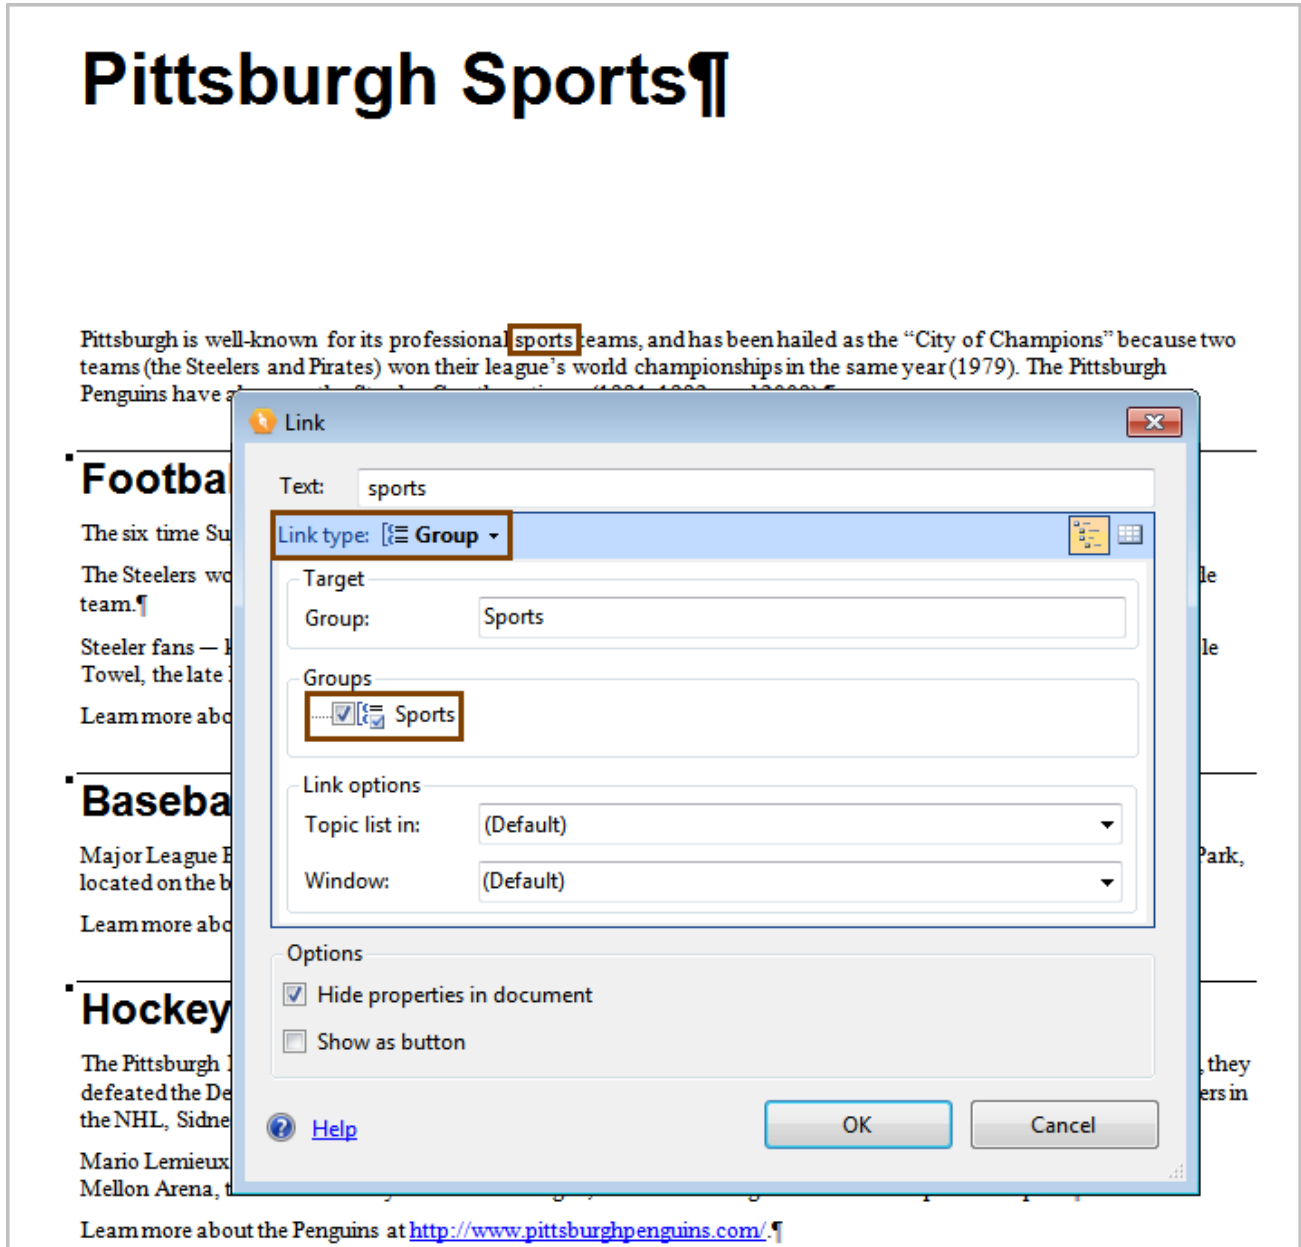 Pittsburgh Sports¶
Pittsburgh is well-known for its professional sports teams, and has been hailed as the “City of Champions” because two
teams (the Steelers and Pirates) won their league’s world championships in the same year (1979). The Pittsburgh
Penguins have
Link
Footba
Text: sports
The six time Su
Link type: Group
The Steelers wo
team.¶
Target
Group: Sports
Steeler fans —
Towel, the late
Groups
Sports
Learn more abo
Link options
Baseba
Topic list in: (Default)
Major League
Park,
located on the b
Window: (Default)
Learn more abo
Options
Hide properties in document
Hockey
Show as button
The Pittsburgh
, they
defeated the De
ers in
the NHL, Sidne
Help
OK
Cancel
Mario Lemieux
Mellon Arena, t
Learn more about the Penguins at http://www.pittsburghpenguins.com/.¶